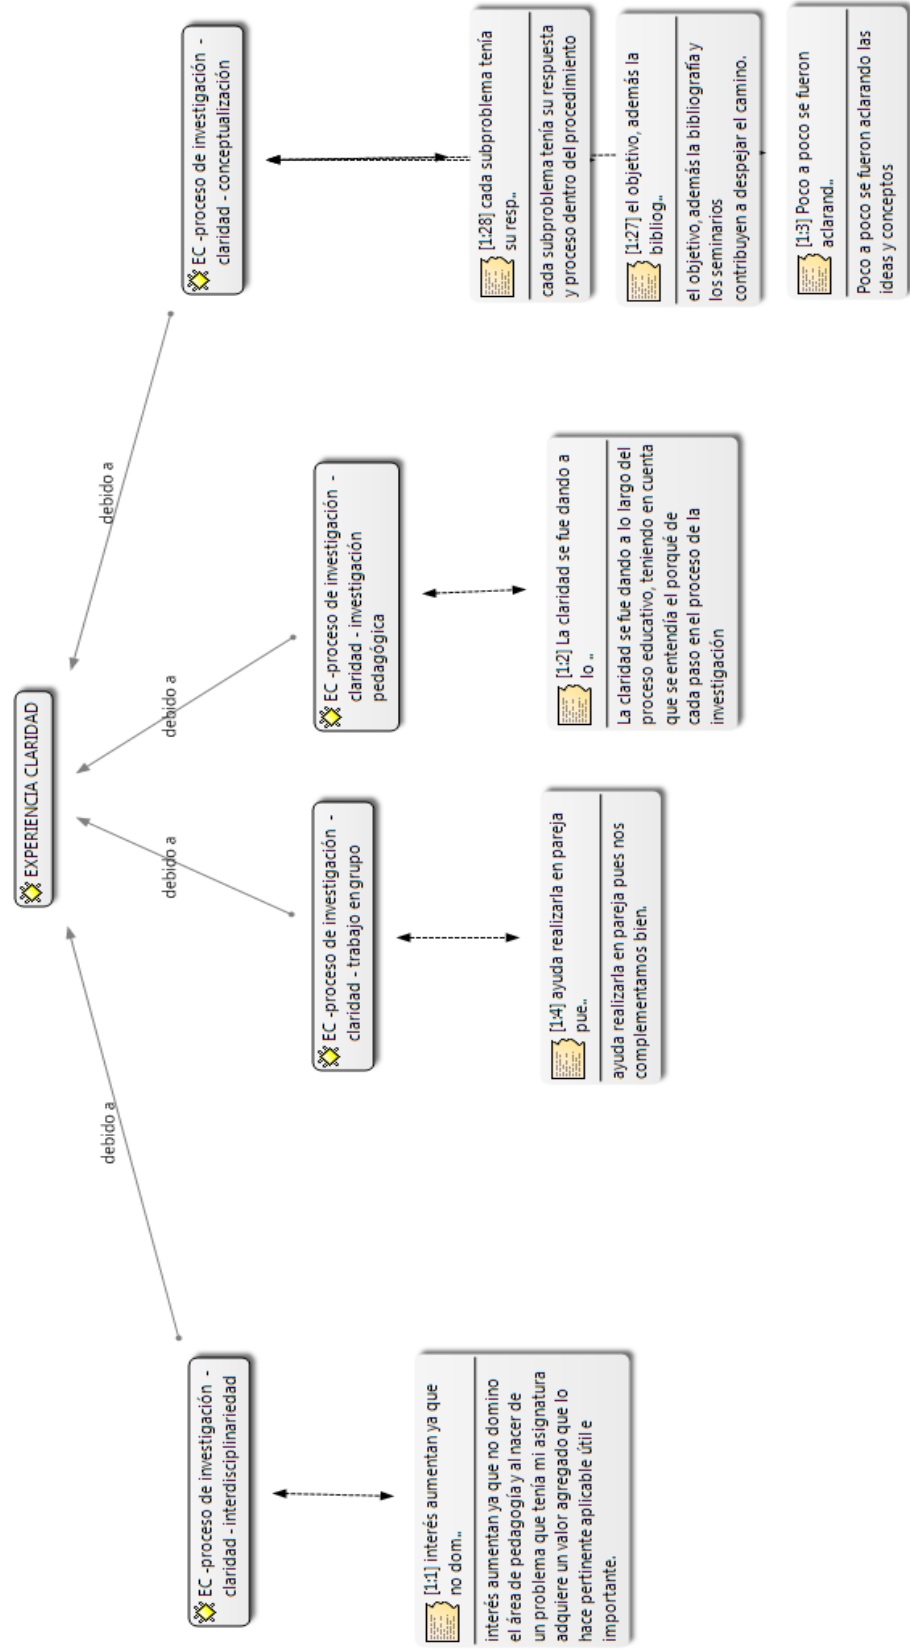 EXPERIENCIA CLARIDAD
debido a
debido a
debido a
debido a
EC -proceso de investigación -
claridad - interdisciplinariedad
EC -proceso de investigación -
claridad - trabajo en grupo
EC -proceso de investigación -
claridad - investigación
pedagógica
EC -proceso de investigación -
claridad - conceptualización
[1:1] interés aumentan ya que
no dom..
interés aumentan ya que no domino
el área de pedagogía y al nacer de
un problema que tenía mi asignatura
adquiere un valor agregado que lo
hace pertinente aplicable útil e
importante.
[1:4] ayuda realizarla en pareja
pue..
ayuda realizarla en pareja pues nos
complementamos bien.
[1:2] La claridad se fue dando a
lo ..
La claridad se fue dando a lo largo del
proceso educativo, teniendo en cuenta
que se entendía el porqué de
cada paso en el proceso de la
investigación
[1:28] cada subproblema tenía
su resp..
cada subproblema tenía su respuesta
y proceso dentro del procedimiento
[1:27] el objetivo, además la
bibliog..
el objetivo, además la bibliografía y
los seminarios
contribuyen a despejar el camino.
[1:3] Poco a poco se fueron
aclarand..
Poco a poco se fueron aclarando las
ideas y conceptos